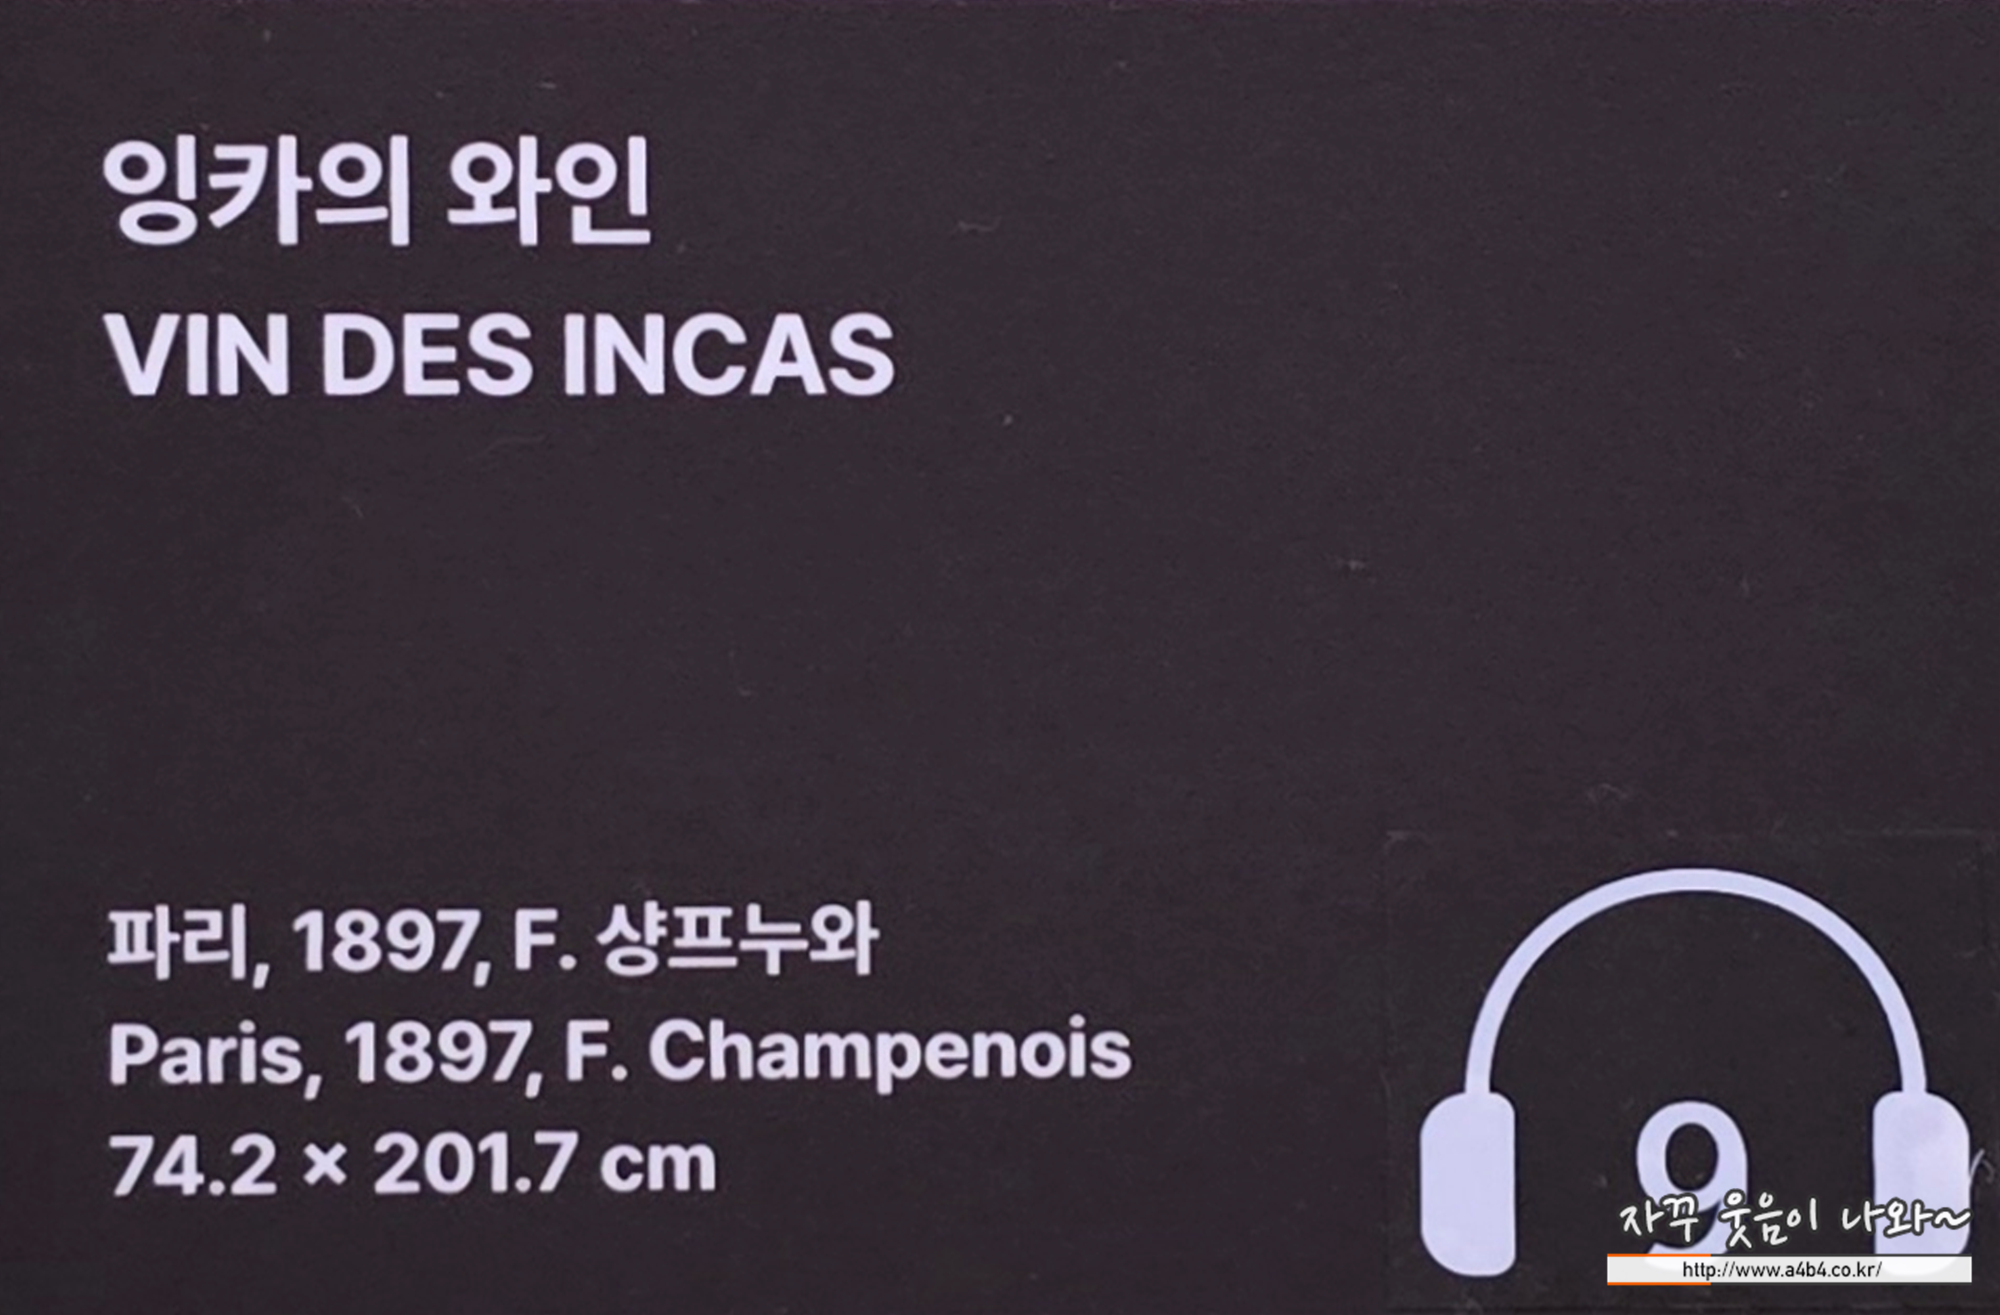 잉카의 와인
VIN DES INCAS
파리, 1897, F. 샹프누와
Paris, 1897, F. Champenois
74.2 × 201.7 cm
9
자꾸 웃음이 나와~
http://www.a4b4.co.kr/